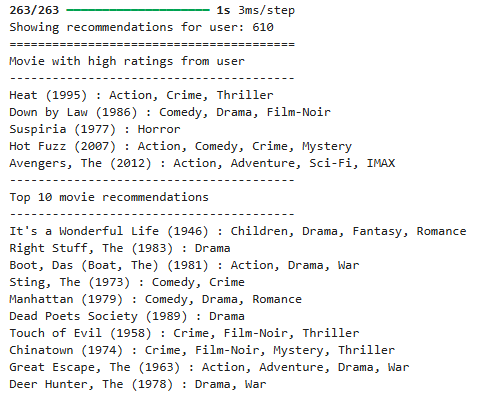 263/263 ━━━━━━━━━━━━━━━━━━━━ 1s 3ms/step
Showing recommendations for user: 610
========================================
Movie with high ratings from user
----------------------------------------
Heat (1995) : Action, Crime, Thriller
Down by Law (1986) : Comedy, Drama, Film-Noir
Suspiria (1977) : Horror
Hot Fuzz (2007) : Action, Comedy, Crime, Mystery
Avengers, The (2012) : Action, Adventure, Sci-Fi, IMAX
----------------------------------------
Top 10 movie recommendations
----------------------------------------
It's a Wonderful Life (1946) : Children, Drama, Fantasy, Romance
Right Stuff, The (1983) : Drama
Boot, Das (Boat, The) (1981) : Action, Drama, War
Sting, The (1973) : Comedy, Crime
Manhattan (1979) : Comedy, Drama, Romance
Dead Poets Society (1989) : Drama
Touch of Evil (1958) : Crime, Film-Noir, Thriller
Chinatown (1974) : Crime, Film-Noir, Mystery, Thriller
Great Escape, The (1963) : Action, Adventure, Drama, War
Deer Hunter, The (1978) : Drama, War